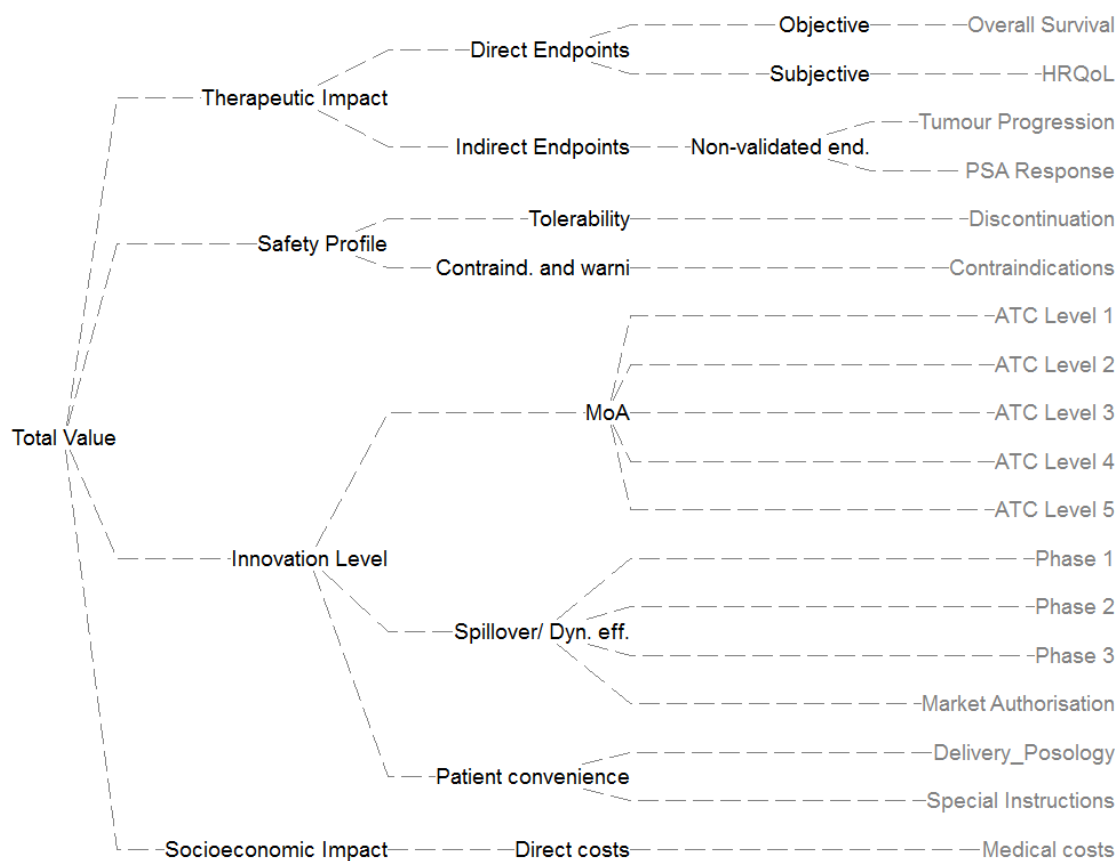 Total Value
Therapeutic Impact
Direct Endpoints
Objective
Overall Survival
Subjective
HRQoL
Indirect Endpoints
Non-validated end.
Tumour Progression
PSA Response
Safety Profile
Tolerability
Discontinuation
Contraind. and warni
Contraindications
Innovation Level
MoA
ATC Level 1
ATC Level 2
ATC Level 3
ATC Level 4
ATC Level 5
Spillover/ Dyn. eff.
Phase 1
Phase 2
Phase 3
Market Authorisation
Patient convenience
Delivery_Posology
Special Instructions
Socioeconomic Impact
Direct costs
Medical costs